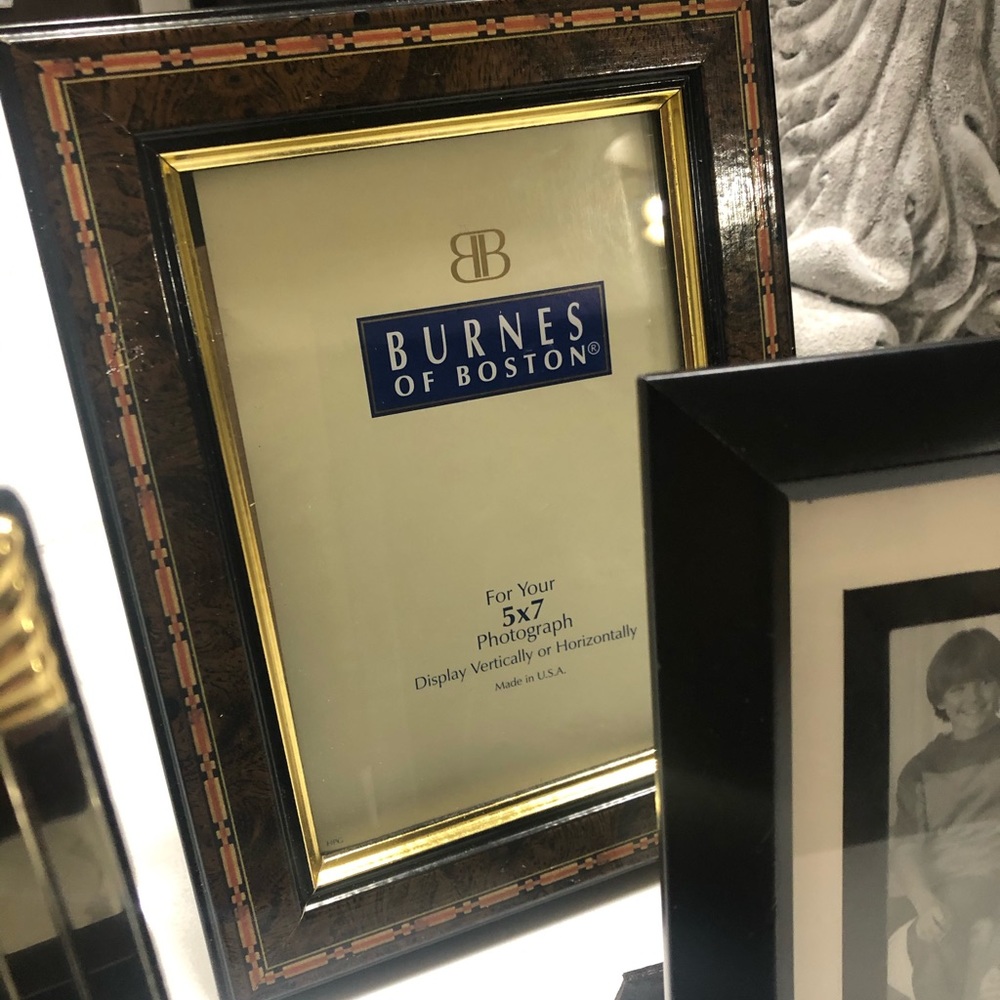 BB
BURNES
OF BOSTON®
For Your
5x7
Photograph
Display Vertically or Horizontally
Made in U.S.A.